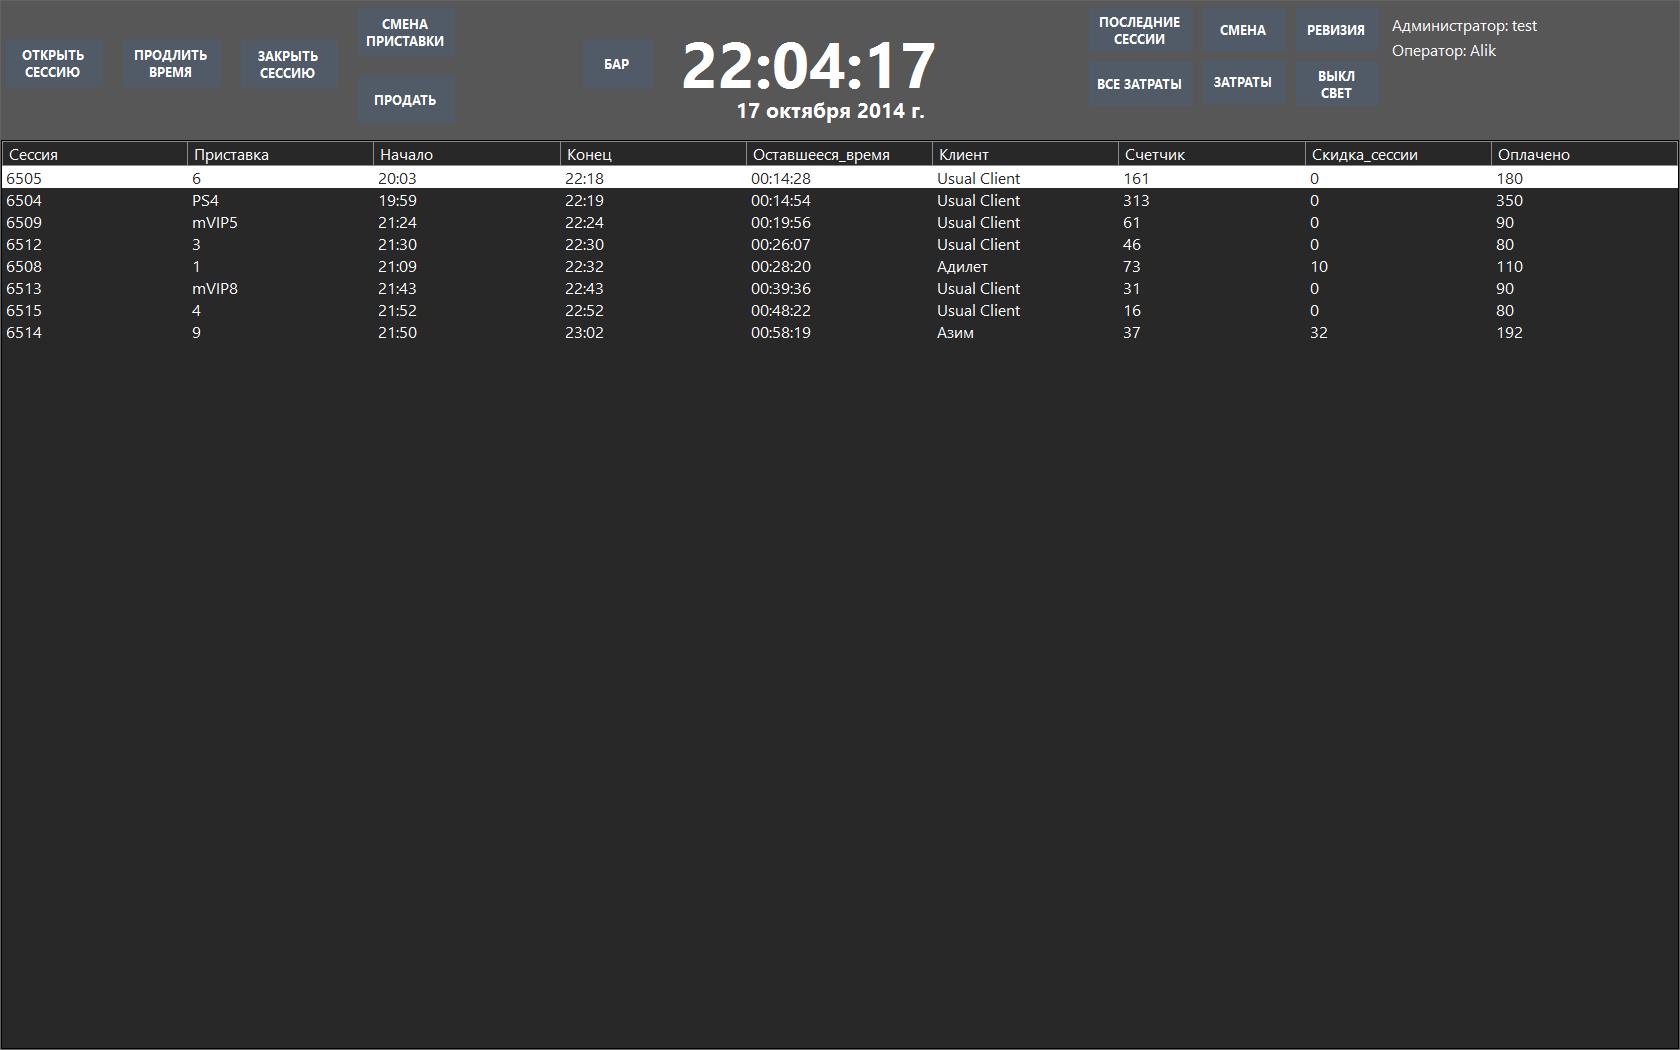 ОТКРЫТЬ
СЕССИЮ
ПРОДЛИТЬ
ВРЕМЯ
ЗАКРЫТЬ
СЕССИЮ
СМЕНА
ПРИСТАВКИ
ПРОДАТЬ
БАР
22:04:17
17 октября 2014 г.
ПОСЛЕДНИЕ
СЕССИИ
СМЕНА
РЕВИЗИЯ
ВСЕ ЗАТРАТЫ
ЗАТРАТЫ
ВЫКЛ
СВЕТ
Администратор: test
Оператор: Alik
Сессия Приставка Начало Конец Оставшееся_время Клиент Счетчик Скидка_сессии Оплачено
6505 6 20:03 22:18 00:14:28 Usual Client 161 0 180
6504 PS4 19:59 22:19 00:14:54 Usual Client 313 0 350
6509 mVIP5 21:24 22:24 00:19:56 Usual Client 61 0 90
6512 3 21:30 22:30 00:26:07 Usual Client 46 0 80
6508 1 21:09 22:32 00:28:20 Адилет 73 10 110
6513 mVIP8 21:43 22:43 00:39:36 Usual Client 31 0 90
6515 4 21:52 22:52 00:48:22 Usual Client 16 0 80
6514 9 21:50 23:02 00:58:19 Азим 37 32 192